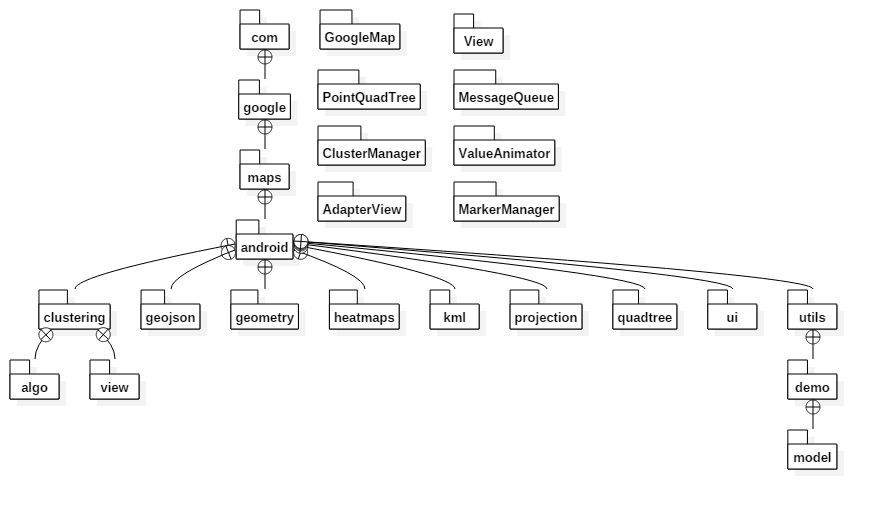 com
GoogleMap
View
google
PointQuadTree
MessageQueue
maps
ClusterManager
ValueAnimator
AdapterView
MarkerManager
android
clustering
geojson
geometry
heatmaps
kml
projection
quadtree
ui
utils
algo
view
demo
model